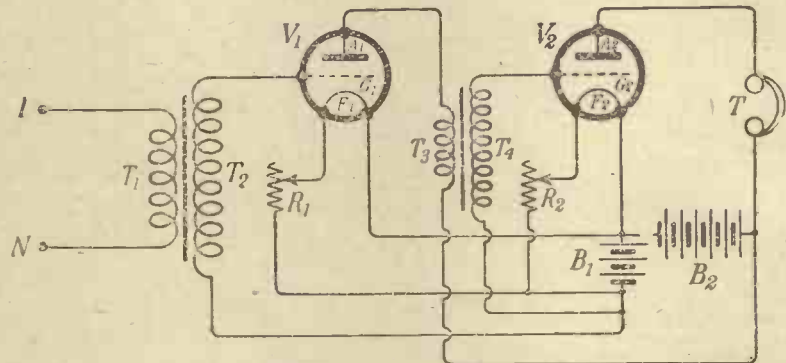 V₁
A₁
G₁
F₁
V₂
A₂
G₂
F₂
I
T₁
T₂
N
R₁
T₃
T₄
R₂
T
B₁
B₂